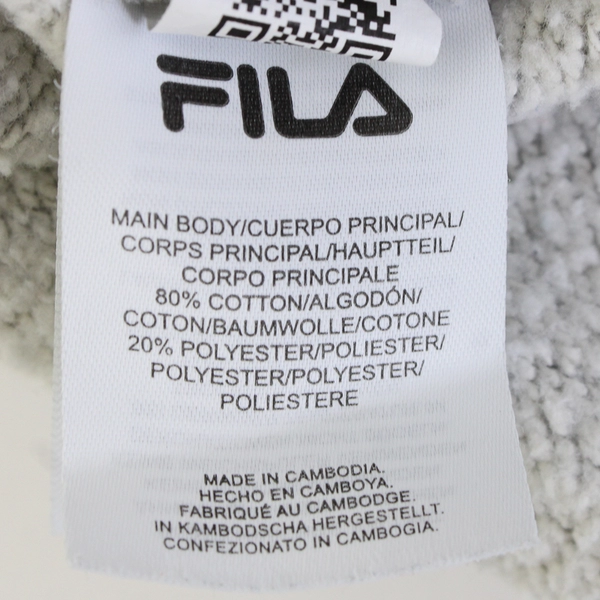 FILA
MAIN BODY/CUERPO PRINCIPAL/
CORPS PRINCIPAL/HAUPTTEIL/
CORPO PRINCIPALE
80% COTTON/ALGODÓN/
COTON/BAUMWOLLE/COTONE
20% POLYESTER/POLIESTER/
POLYESTER/POLYESTER/
POLIESTERE
MADE IN CAMBODIA.
HECHO EN CAMBOYA.
FABRIQUÉ AU CAMBODGE.
IN KAMBODSCHA HERGESTELLT.
CONFEZIONATO IN CAMBOGIA.